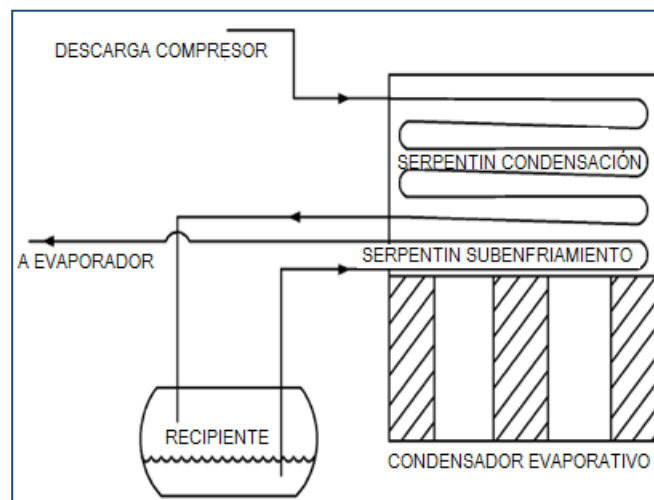 DESCARGA COMPRESOR
SERPENTIN CONDENSACIÓN
A EVAPORADOR
SERPENTIN SUBENFRIAMIENTO
RECIPIENTE
CONDENSADOR EVAPORATIVO